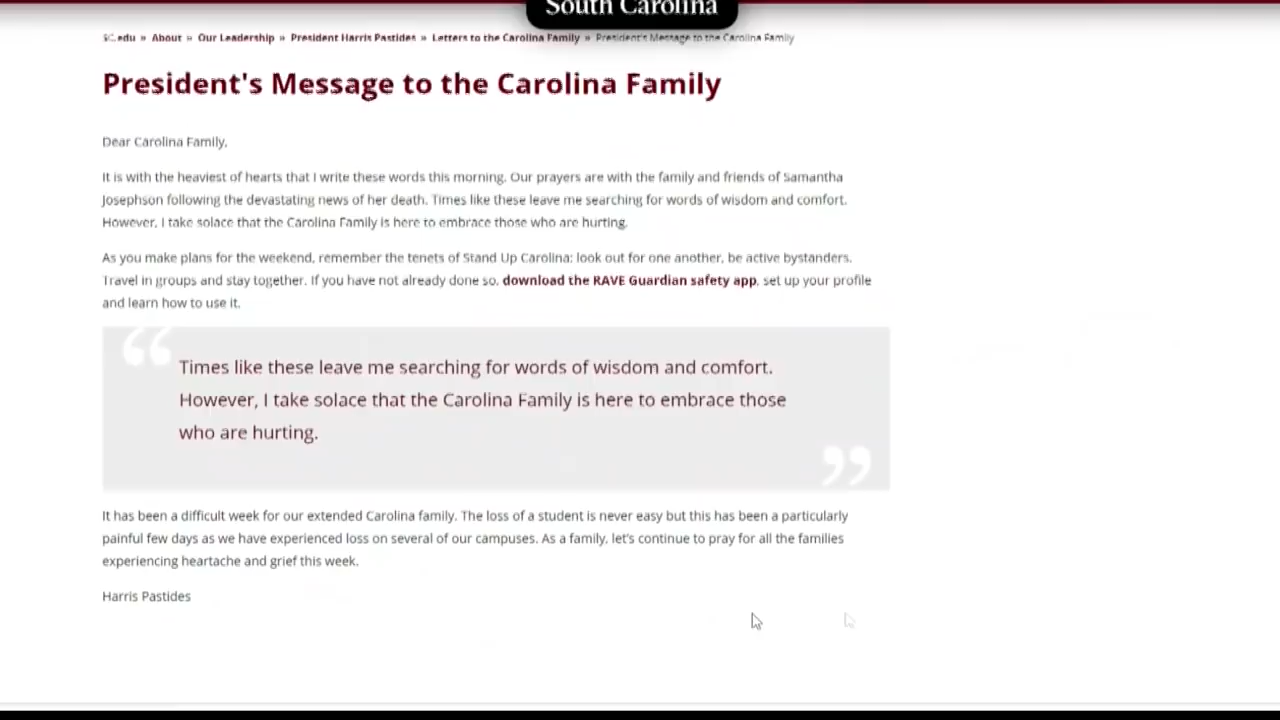 South Carolina
SC.edu » About » Our Leadership » President Harris Pastides » Letters to the Carolina Family » President's Message to the Carolina Family
President's Message to the Carolina Family
Dear Carolina Family,
It is with the heaviest of hearts that I write these words this morning. Our prayers are with the family and friends of Samantha
Josephson following the devastating news of her death. Times like these leave me searching for words of wisdom and comfort.
However, I take solace that the Carolina Family is here to embrace those who are hurting.
As you make plans for the weekend, remember the tenets of Stand Up Carolina: look out for one another, be active bystanders.
Travel in groups and stay together. If you have not already done so, download the RAVE Guardian safety app, set up your profile
and learn how to use it.
“
Times like these leave me searching for words of wisdom and comfort.
However, I take solace that the Carolina Family is here to embrace those
who are hurting.
”
It has been a difficult week for our extended Carolina family. The loss of a student is never easy but this has been a particularly
painful few days as we have experienced loss on several of our campuses. As a family, let's continue to pray for all the families
experiencing heartache and grief this week.
Harris Pastides